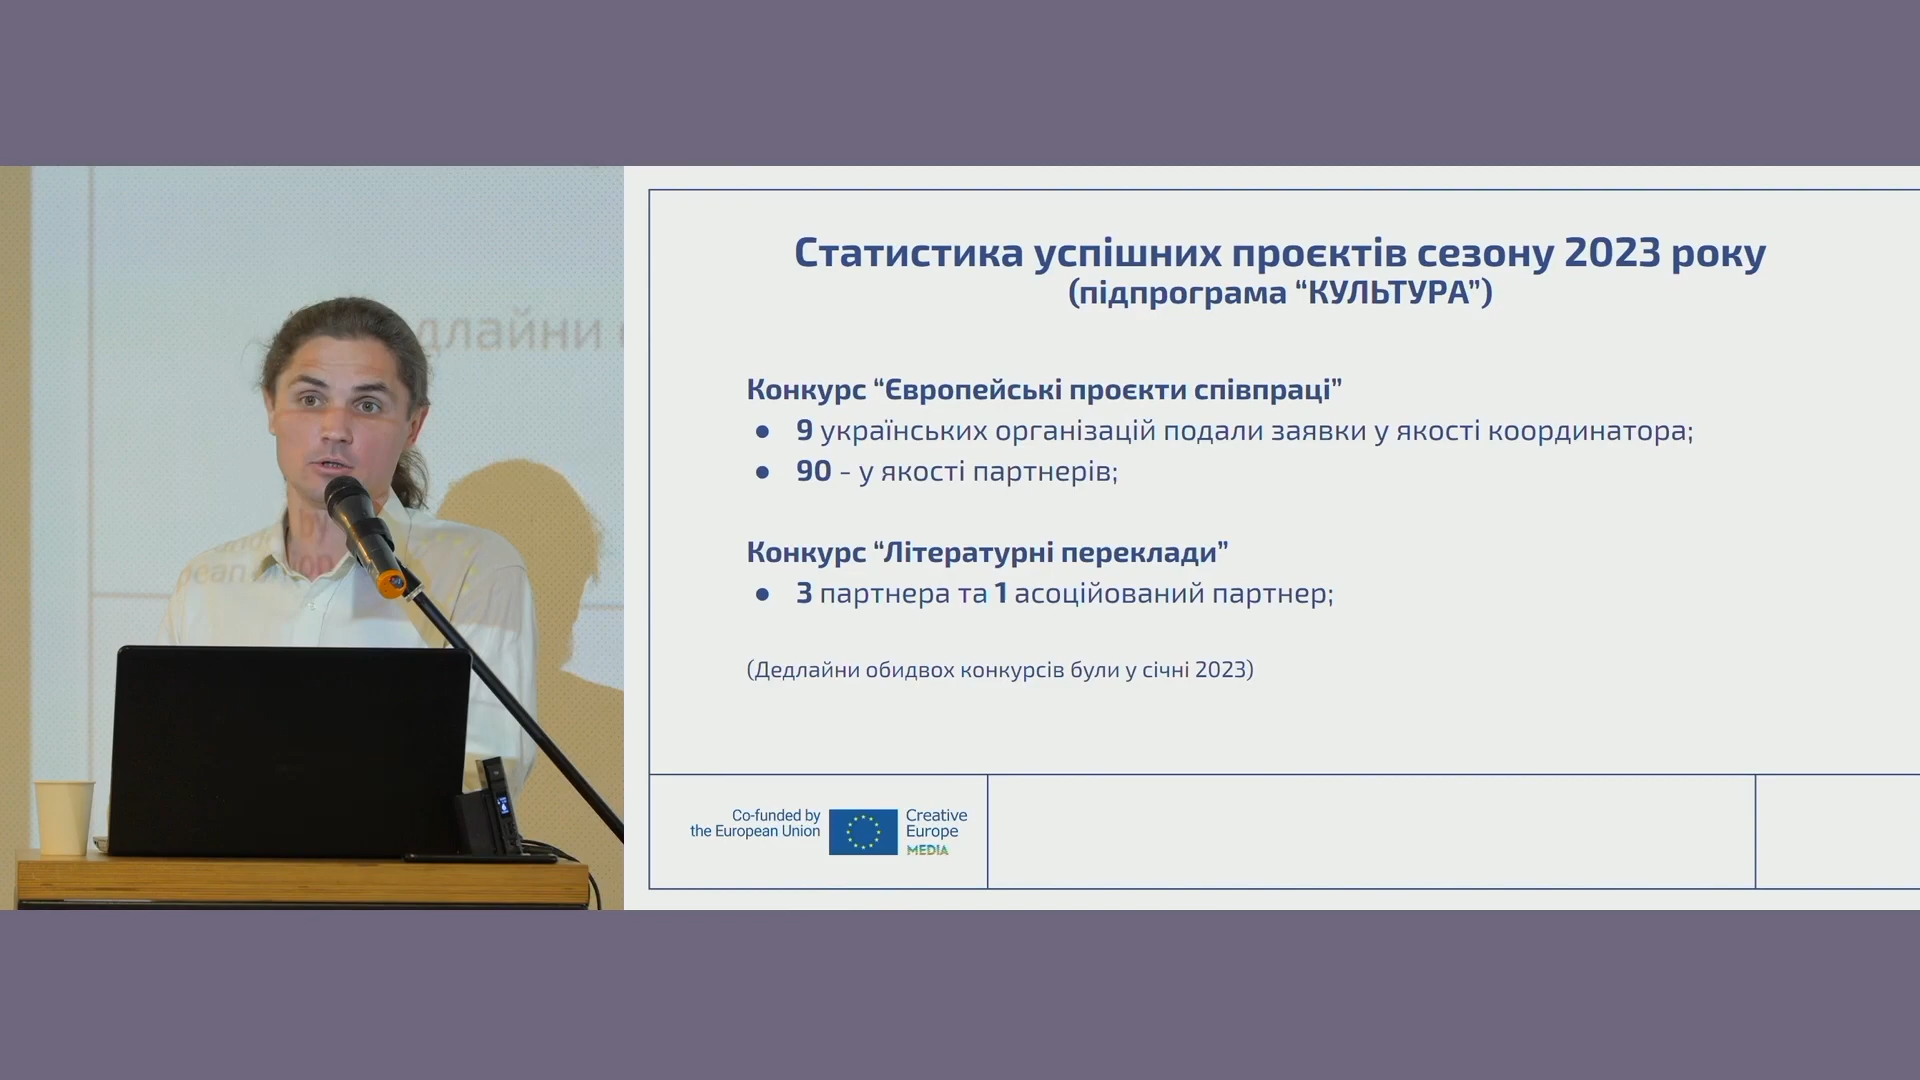 Статистика успішних проєктів сезону 2023 року
(підпрограма “КУЛЬТУРА”)
Конкурс “Європейські проєкти співпраці”
● 9 українських організацій подали заявки у якості координатора;
● 90 - у якості партнерів;
Конкурс “Літературні переклади”
● 3 партнера та 1 асоційований партнер;
(Дедлайни обидвох конкурсів були у січні 2023)
Co-funded by
the European Union
Creative
Europe
MEDIA